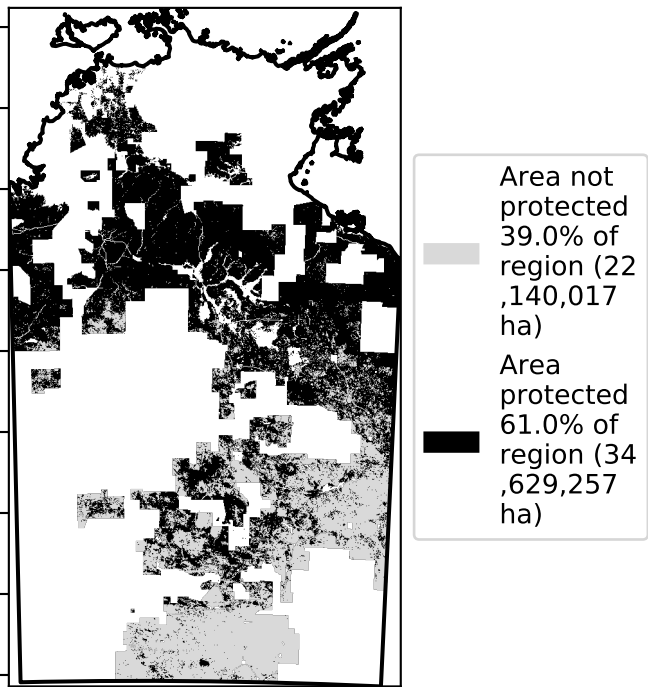 Area not
protected
39.0% of
region (22
,140,017
ha)
Area
protected
61.0% of
region (34
,629,257
ha)